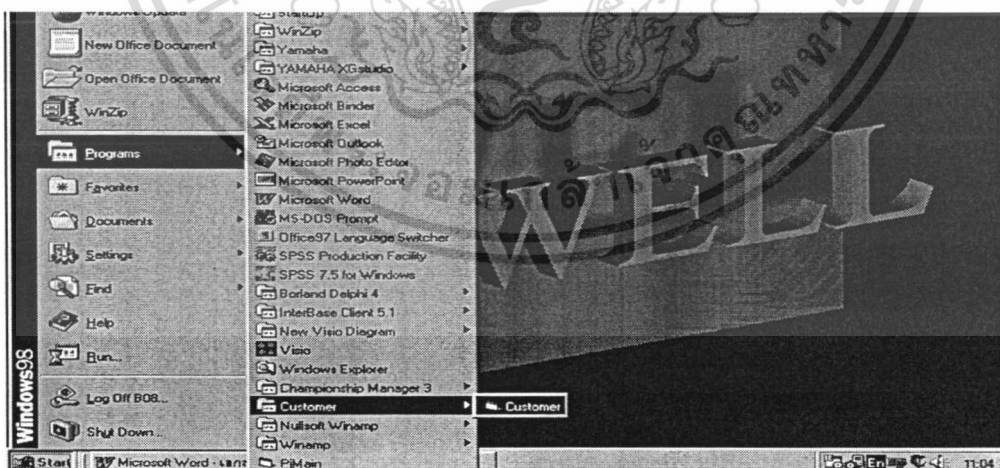 Windows Update
New Office Document
Open Office Document
WinZip
Programs
Favorites
Documents
Settings
Find
Help
Run...
Log Off B08...
Shut Down...
Windows98
StartUp
WinZip
Yamaha
YAMAHA XGstudio
Microsoft Access
Microsoft Binder
Microsoft Excel
Microsoft Outlook
Microsoft Photo Editor
Microsoft PowerPoint
Microsoft Word
MS-DOS Prompt
Office97 Language Switcher
SPSS Production Facility
SPSS 7.5 for Windows
Borland Delphi 4
InterBase Client 5.1
New Visio Diagram
Visio
Windows Explorer
Championship Manager 3
Customer
Nullsoft Winamp
Winamp
PiMain
Customer
WELL
Start
Microsoft Word -
En
11:04